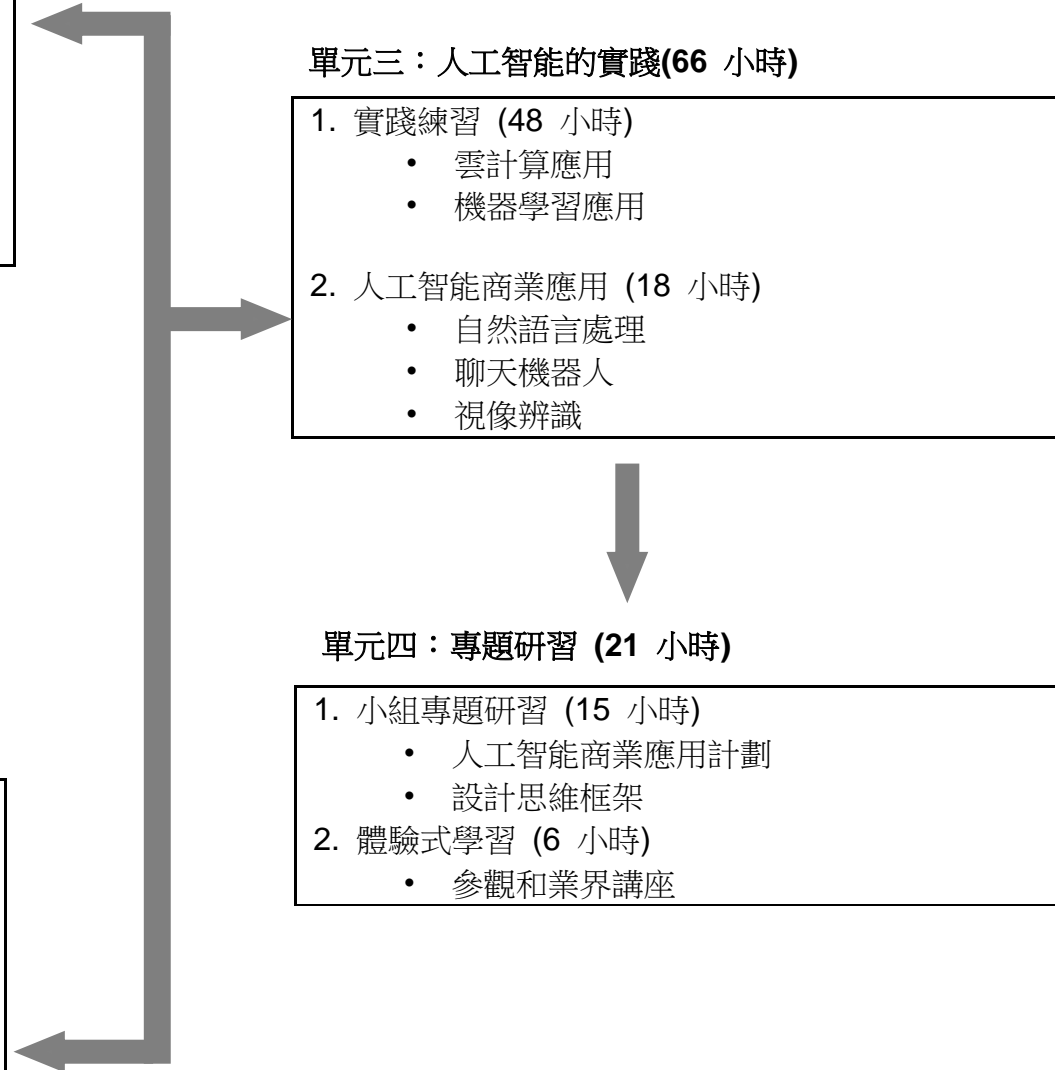 單元三：人工智能的實踐(66 小時)
1. 實踐練習 (48 小時)
• 雲計算應用
• 機器學習應用
2. 人工智能商業應用 (18 小時)
• 自然語言處理
• 聊天機器人
• 視像辨識
單元四：專題研習 (21 小時)
1. 小組專題研習 (15 小時)
• 人工智能商業應用計劃
• 設計思維框架
2. 體驗式學習 (6 小時)
• 參觀和業界講座